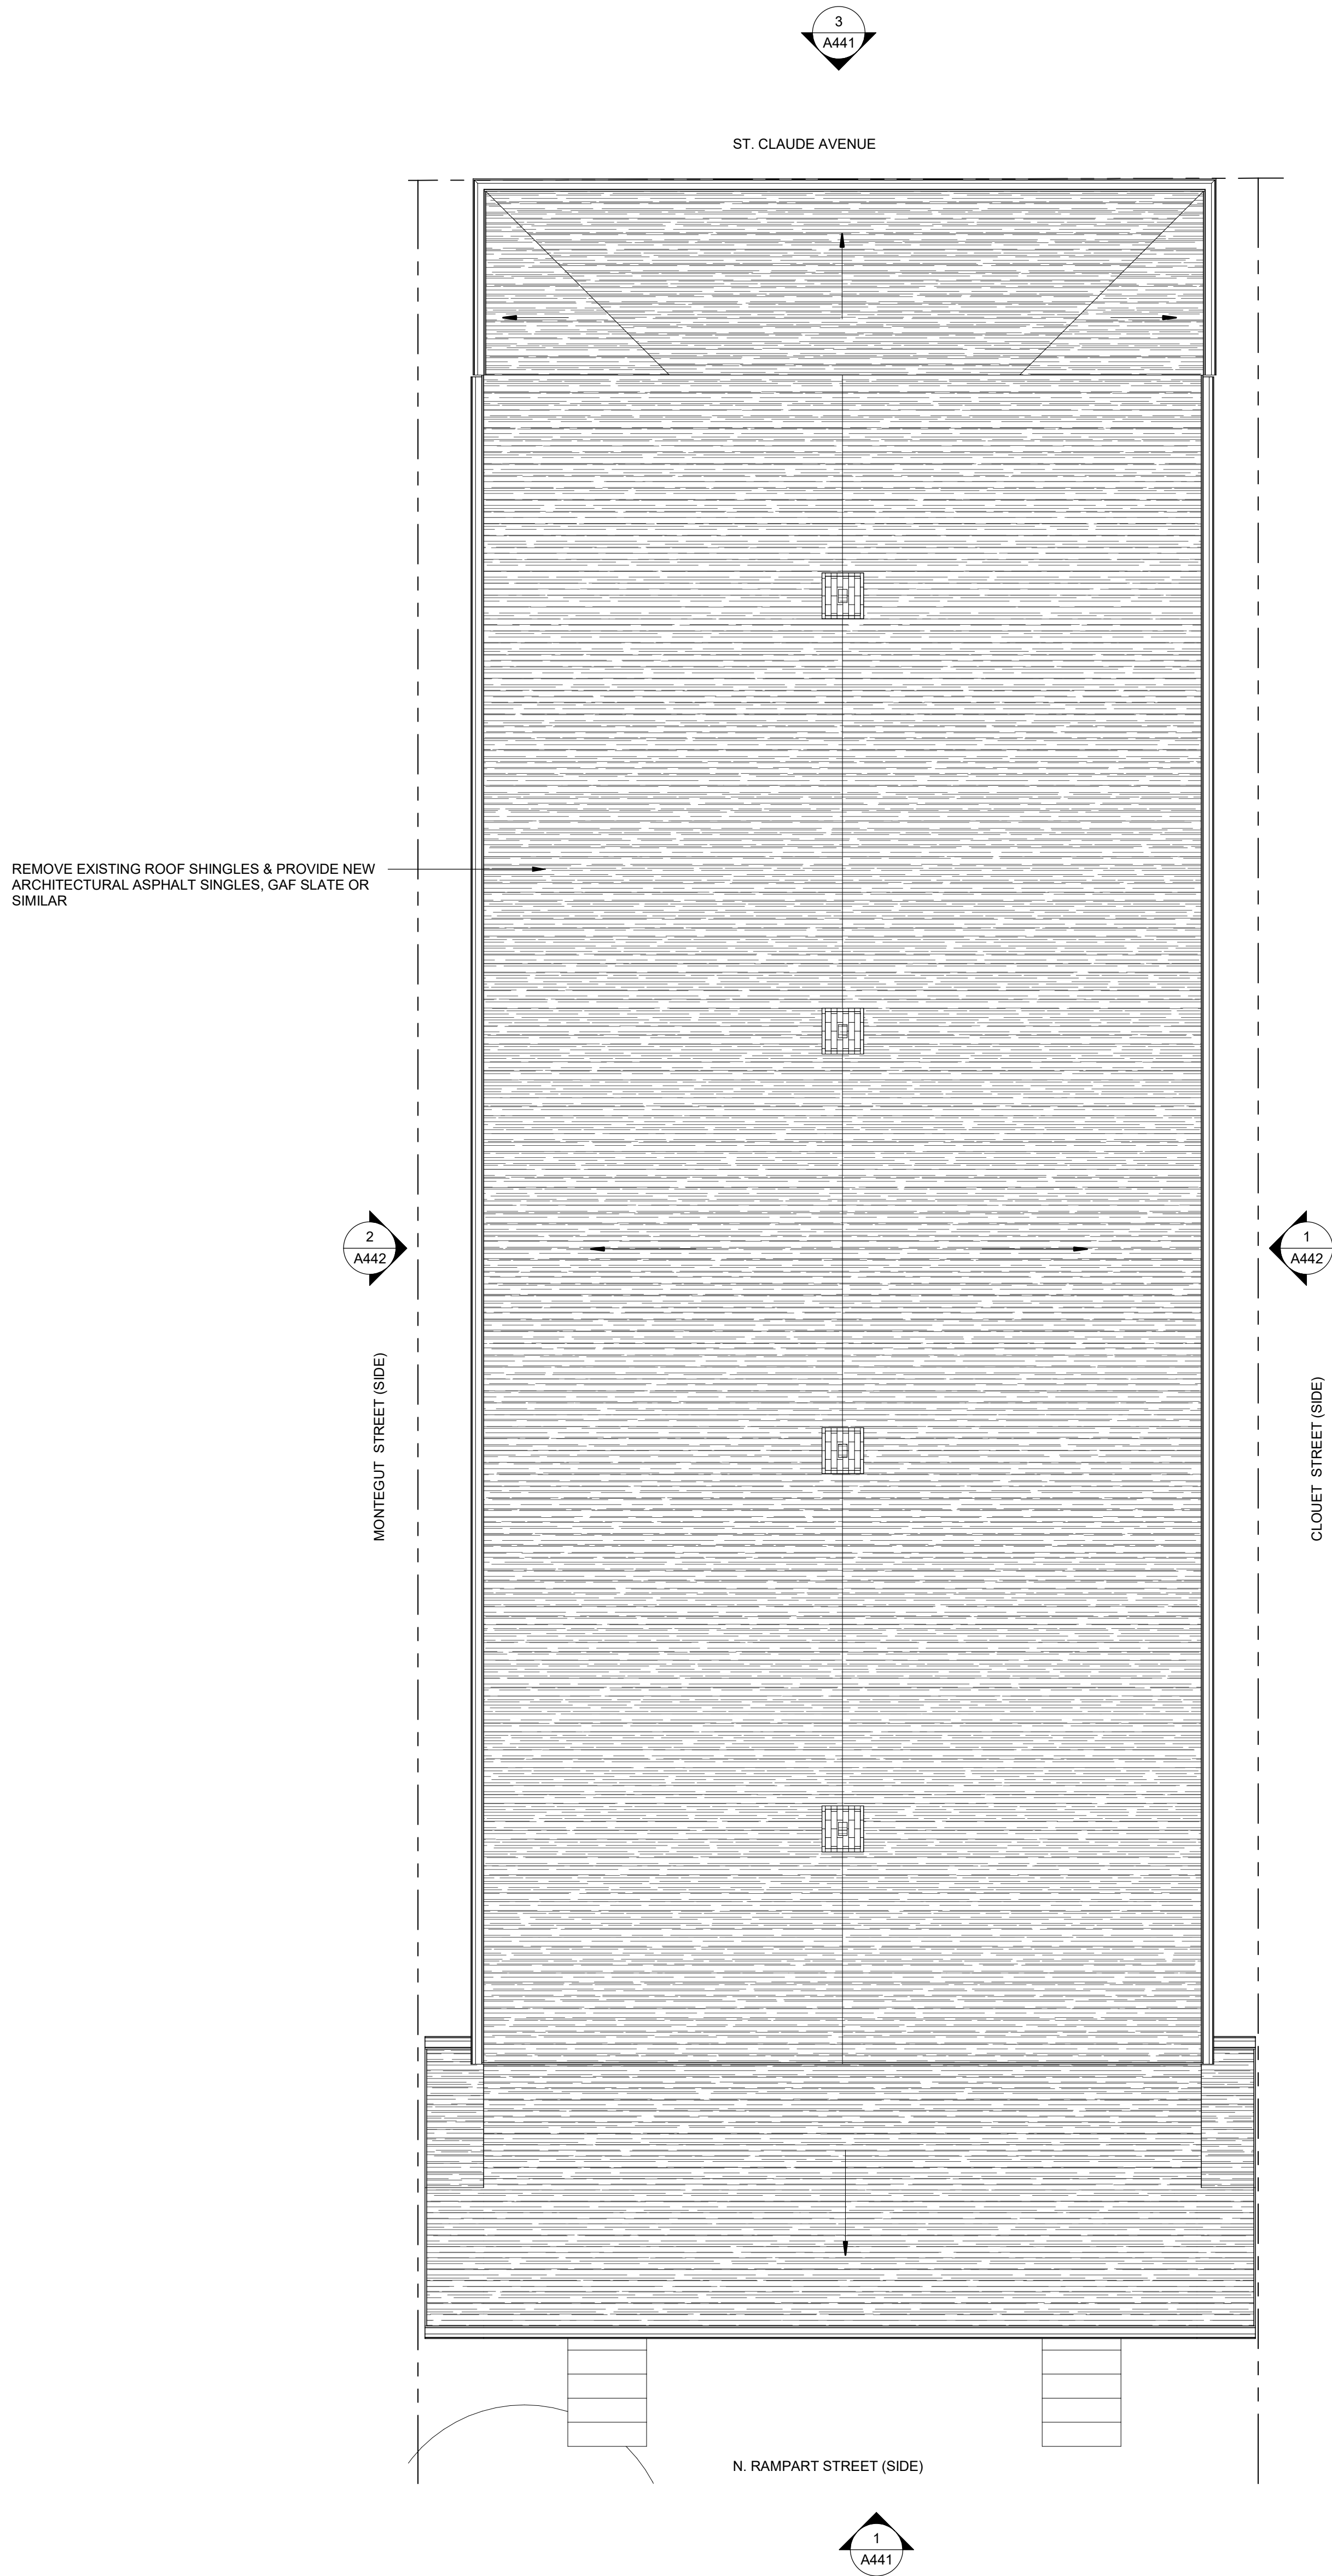 3
A441
ST. CLAUDE AVENUE
REMOVE EXISTING ROOF SHINGLES & PROVIDE NEW
ARCHITECTURAL ASPHALT SINGLES, GAF SLATE OR
SIMILAR
2
A442
1
A442
MONTEGUT STREET (SIDE)
CLOUET STREET (SIDE)
N. RAMPART STREET (SIDE)
1
A441